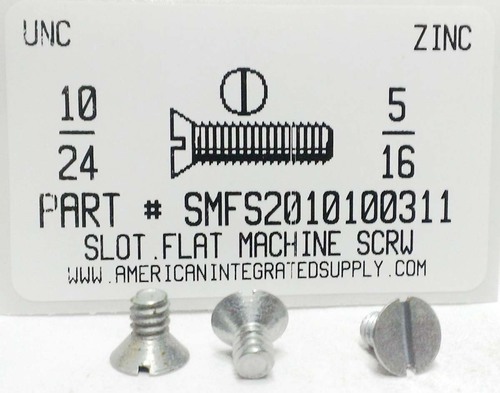 UNC ZINC
10 5
24 16
PART # SMFS2010100311
SLOT.FLAT MACHINE SCRW
WWW.AMERICANINTEGRATEDSUPPLY.COM